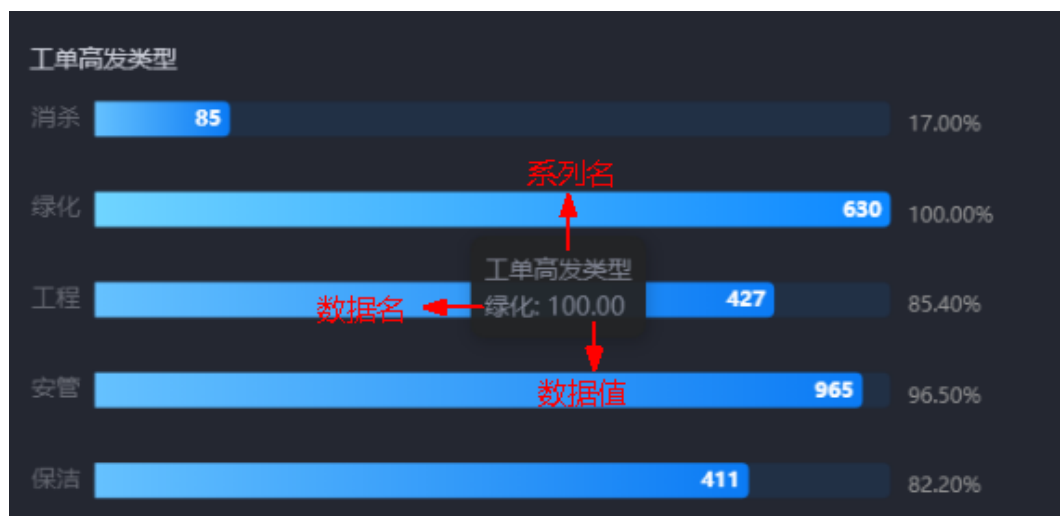 工单高发类型
消杀 85 17.00%
系列名
绿化 630 100.00%
工单高发类型
工程 数据名 绿化: 100.00 427 85.40%
安管 数据值 965 96.50%
保洁 411 82.20%